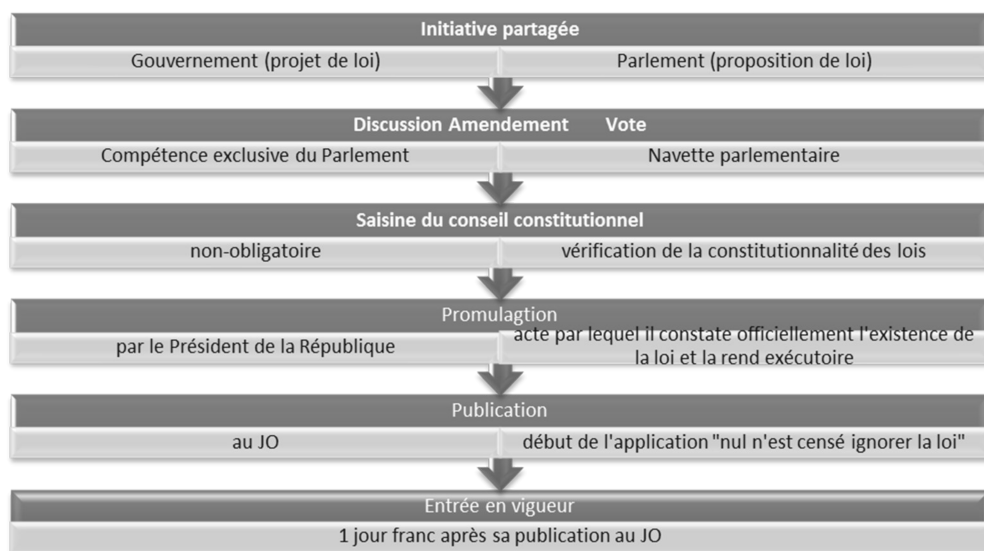 Initiative partagée
Gouvernement (projet de loi)
Parlement (proposition de loi)
Discussion Amendement Vote
Compétence exclusive du Parlement
Navette parlementaire
Saisine du conseil constitutionnel
non-obligatoire
vérification de la constitutionnalité des lois
Promulagtion
par le Président de la République
acte par lequel il constate officiellement l'existence de
la loi et la rend exécutoire
Publication
au JO
début de l'application "nul n'est censé ignorer la loi"
Entrée en vigueur
1 jour franc après sa publication au JO